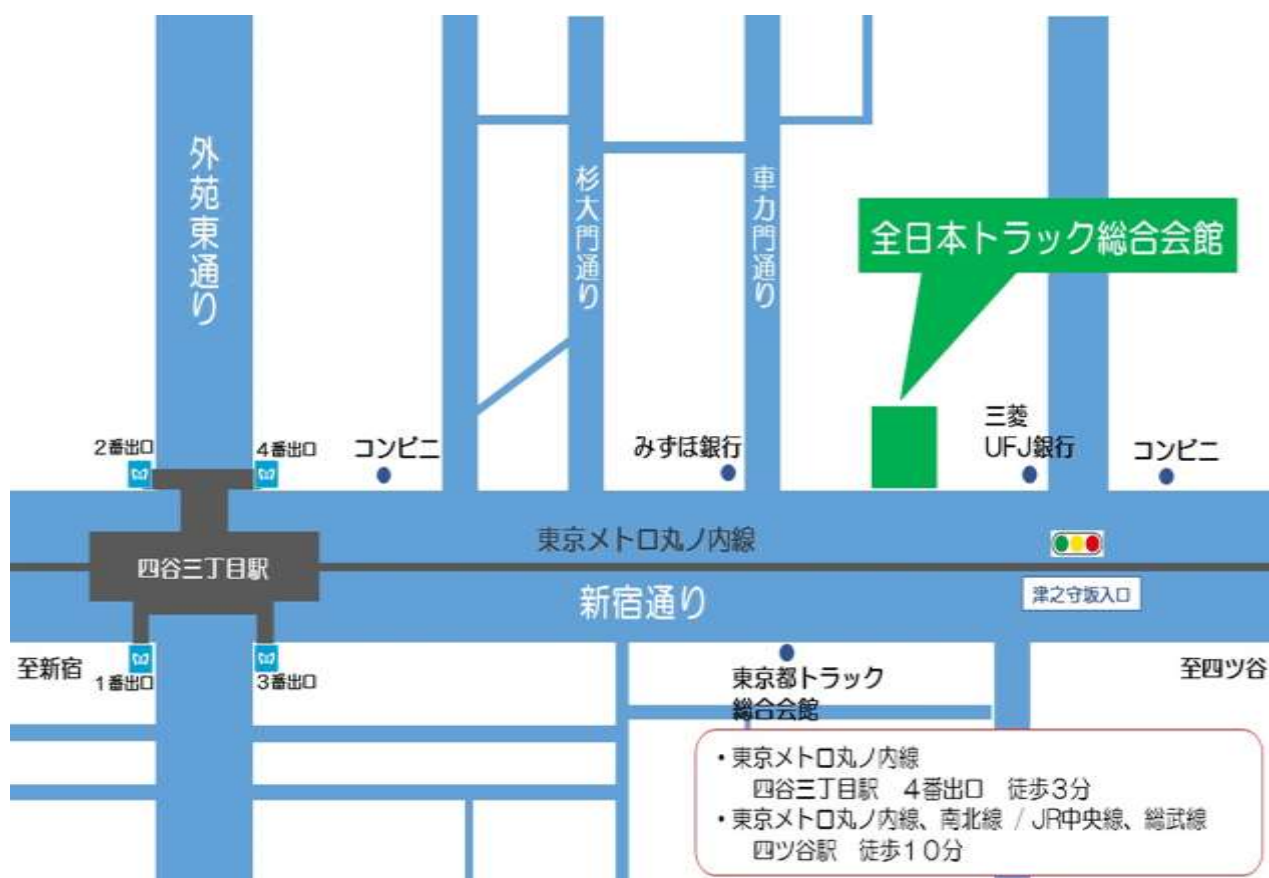 外苑東通り
杉大門通り
車力門通り
全日本トラック総合会館
2番出口
4番出口
コンビニ
みずほ銀行
三菱
UFJ銀行
コンビニ
東京メトロ丸ノ内線
四谷三丁目駅
新宿通り
津之守坂入口
至新宿
1番出口
3番出口
東京都トラック
総合会館
至四ツ谷
・東京メトロ丸ノ内線
四谷三丁目駅 4番出口 徒歩3分
・東京メトロ丸ノ内線、南北線 / JR中央線、総武線
四ツ谷駅 徒歩10分